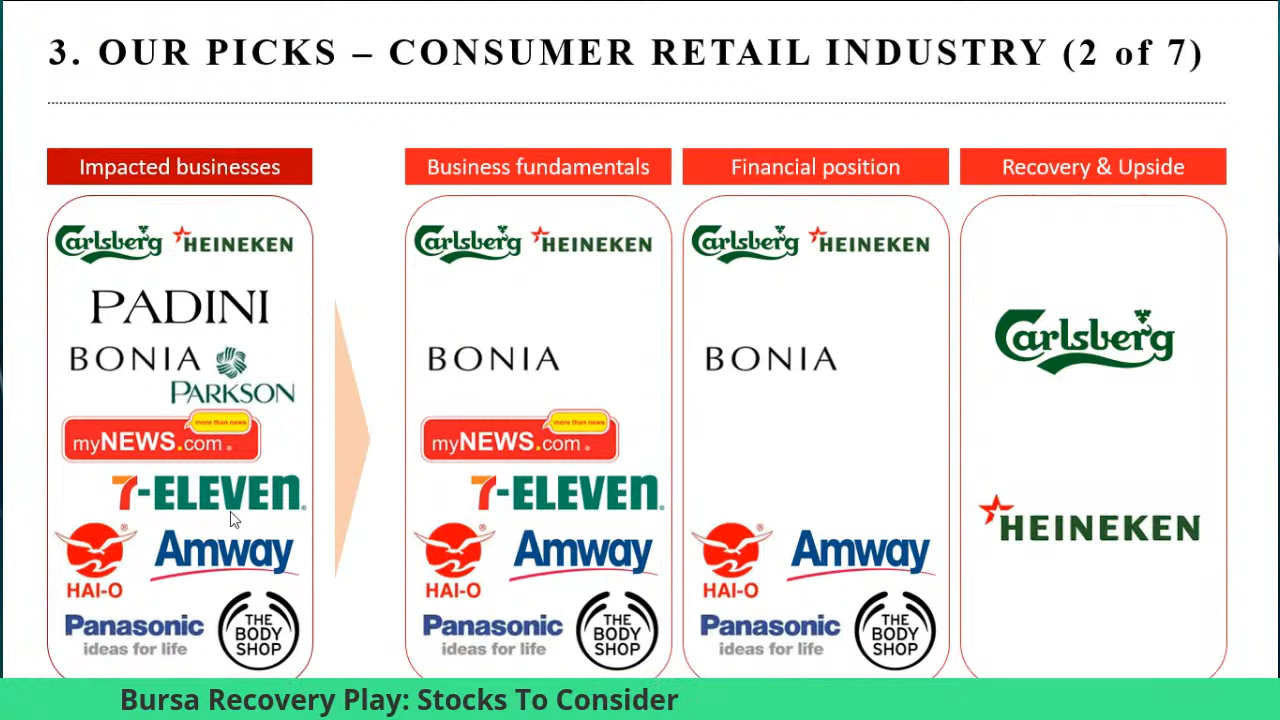 3. OUR PICKS – CONSUMER RETAIL INDUSTRY (2 of 7)
Impacted businesses
Business fundamentals
Financial position
Recovery & Upside
Carlsberg HEINEKEN
PADINI
BONIA
PARKSON
more than news
myNEWS.com
7-ELEVEn
HAI-O
Amway
Panasonic
ideas for life
THE
BODY
SHOP
Carlsberg HEINEKEN
BONIA
more than news
myNEWS.com
7-ELEVEn
HAI-O
Amway
Panasonic
ideas for life
THE
BODY
SHOP
Carlsberg HEINEKEN
BONIA
HAI-O
Amway
Panasonic
ideas for life
THE
BODY
SHOP
Carlsberg
HEINEKEN
Bursa Recovery Play: Stocks To Consider